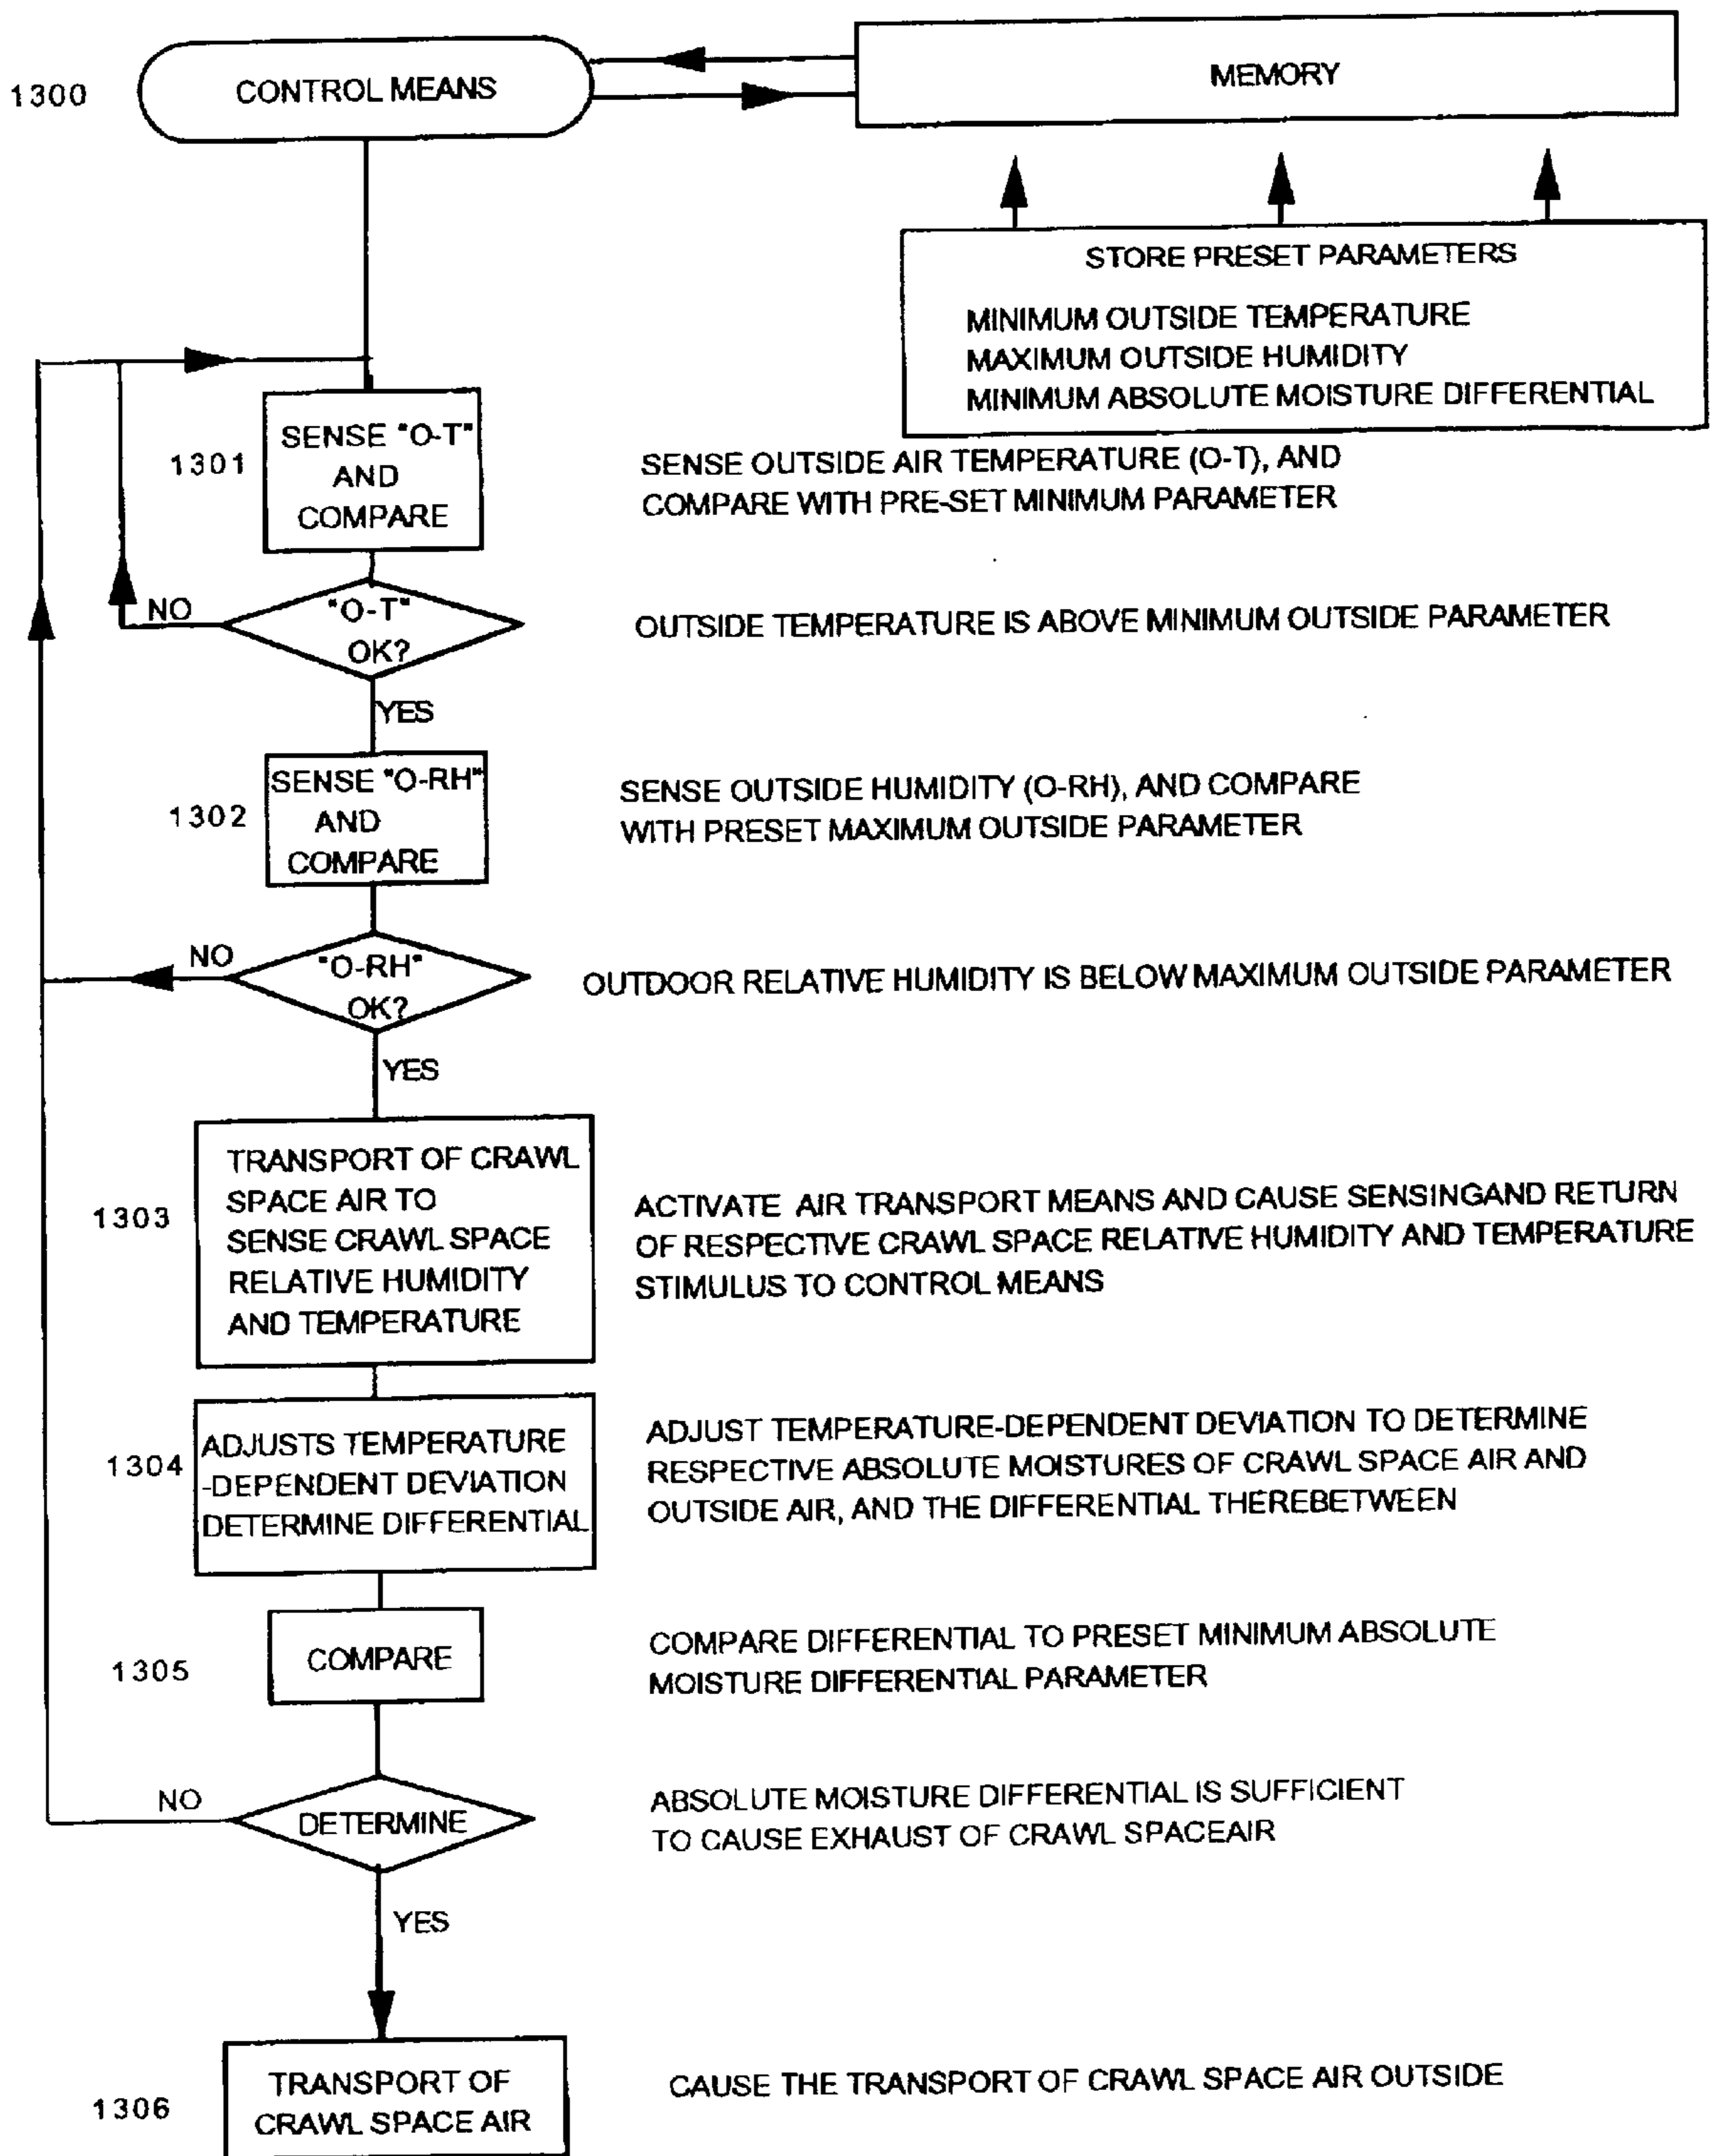 1300
CONTROL MEANS
MEMORY
STORE PRESET PARAMETERS
MINIMUM OUTSIDE TEMPERATURE
MAXIMUM OUTSIDE HUMIDITY
MINIMUM ABSOLUTE MOISTURE DIFFERENTIAL
1301
SENSE "O-T"
AND
COMPARE
SENSE OUTSIDE AIR TEMPERATURE (O-T), AND
COMPARE WITH PRE-SET MINIMUM PARAMETER
NO
"O-T"
OK?
OUTSIDE TEMPERATURE IS ABOVE MINIMUM OUTSIDE PARAMETER
YES
1302
SENSE "O-RH"
AND
COMPARE
SENSE OUTSIDE HUMIDITY (O-RH), AND COMPARE
WITH PRESET MAXIMUM OUTSIDE PARAMETER
NO
"O-RH"
OK?
OUTDOOR RELATIVE HUMIDITY IS BELOW MAXIMUM OUTSIDE PARAMETER
YES
1303
TRANSPORT OF CRAWL
SPACE AIR TO
SENSE CRAWL SPACE
RELATIVE HUMIDITY
AND TEMPERATURE
ACTIVATE AIR TRANSPORT MEANS AND CAUSE SENSINGAND RETURN
OF RESPECTIVE CRAWL SPACE RELATIVE HUMIDITY AND TEMPERATURE
STIMULUS TO CONTROL MEANS
1304
ADJUSTS TEMPERATURE
-DEPENDENT DEVIATION
DETERMINE DIFFERENTIAL
ADJUST TEMPERATURE-DEPENDENT DEVIATION TO DETERMINE
RESPECTIVE ABSOLUTE MOISTURES OF CRAWL SPACE AIR AND
OUTSIDE AIR, AND THE DIFFERENTIAL THEREBETWEEN
1305
COMPARE
COMPARE DIFFERENTIAL TO PRESET MINIMUM ABSOLUTE
MOISTURE DIFFERENTIAL PARAMETER
NO
DETERMINE
ABSOLUTE MOISTURE DIFFERENTIAL IS SUFFICIENT
TO CAUSE EXHAUST OF CRAWL SPACEAIR
YES
1306
TRANSPORT OF
CRAWL SPACE AIR
CAUSE THE TRANSPORT OF CRAWL SPACE AIR OUTSIDE